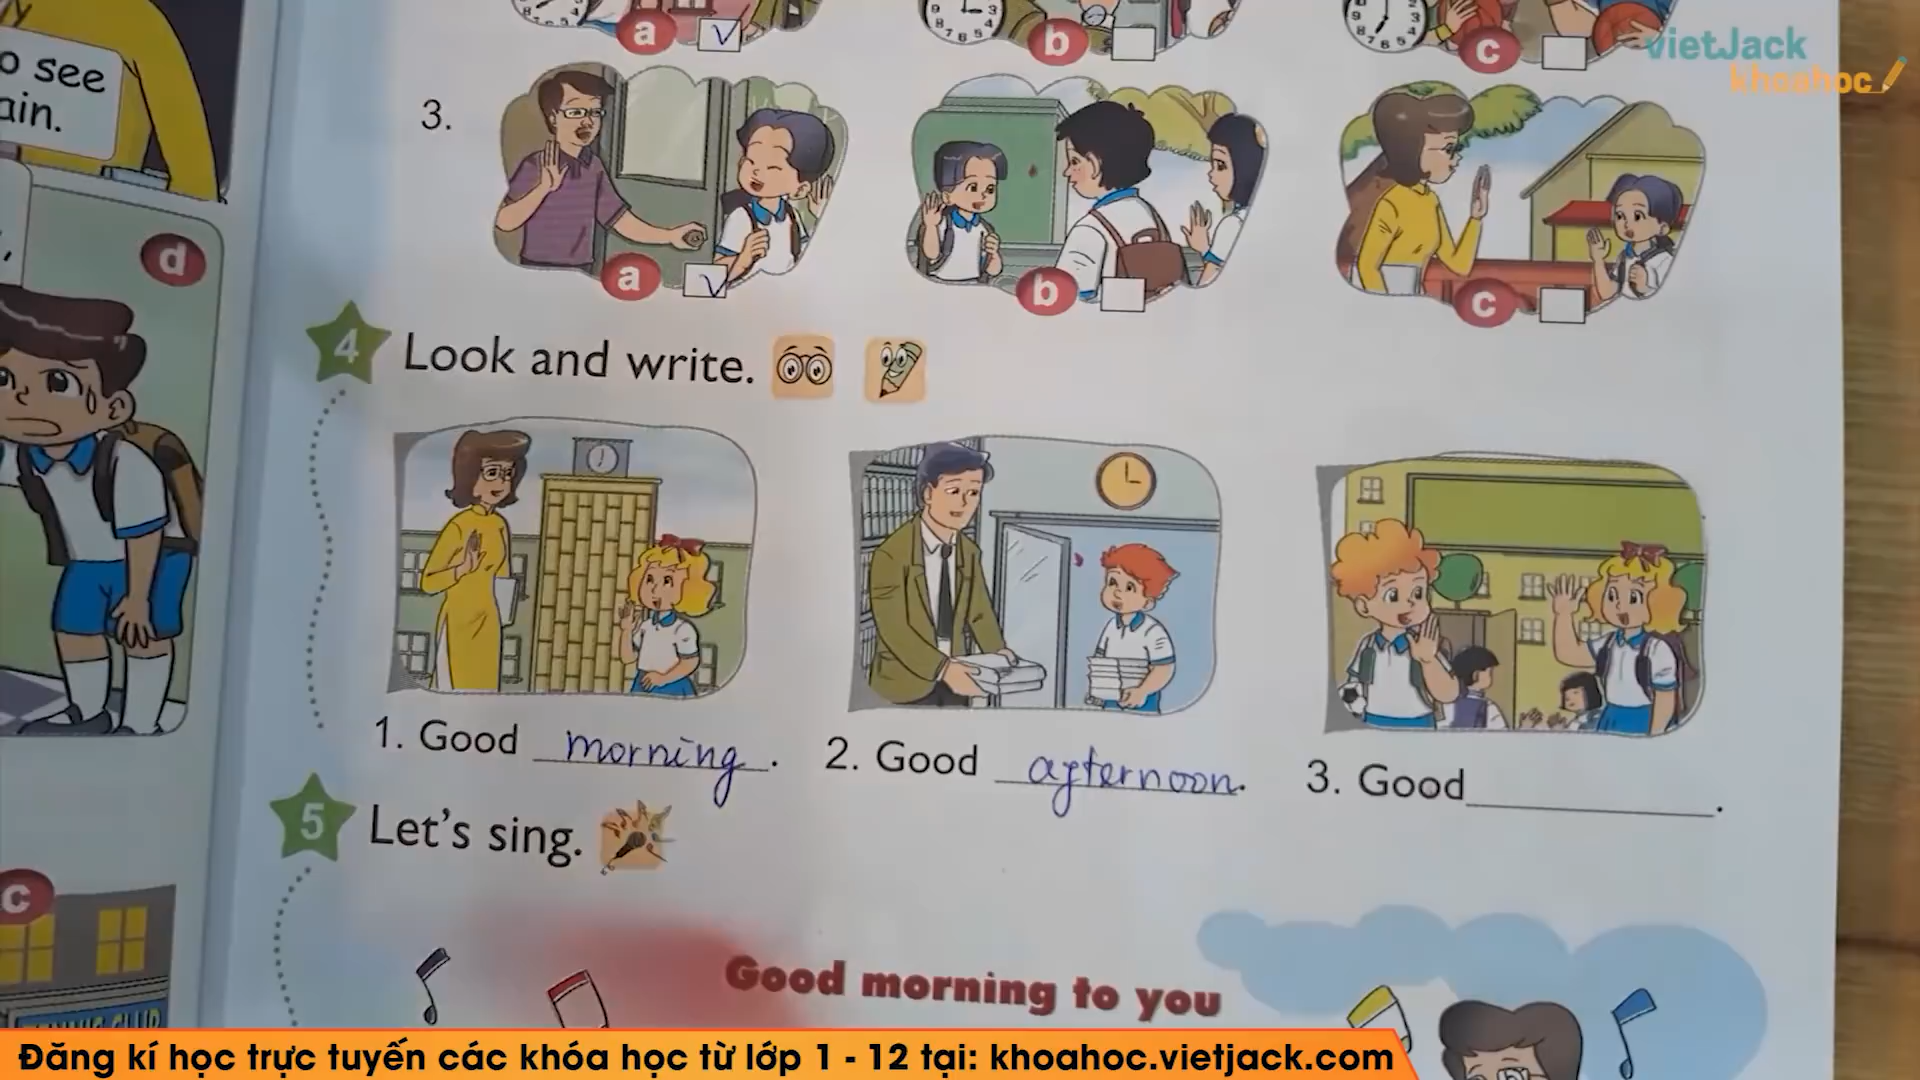 o see
ain.
vietJack
khoahoc
a v
b
c
3.
a v
b
c
d
4 Look and write.
1. Good morning.
2. Good afternoon.
3. Good
5 Let's sing.
c
Good morning to you
Đăng kí học trực tuyến các khóa học từ lớp 1 - 12 tại: khoahoc.vietjack.com